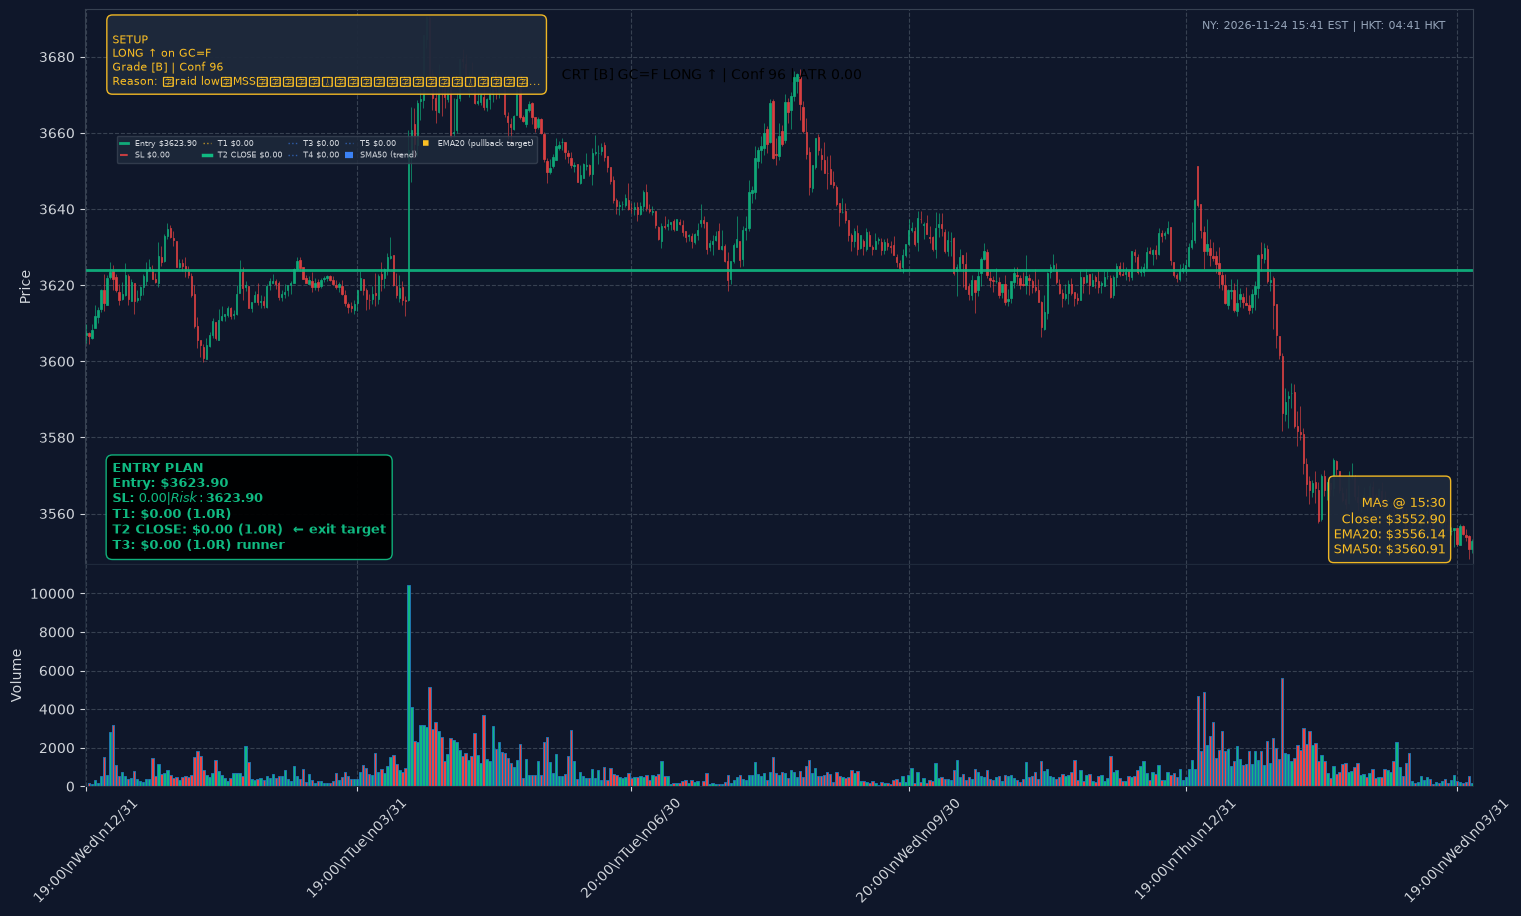 NY: 2026-11-24 15:41 EST | HKT: 04:41 HKT
SETUP
LONG ↑ on GC=F
Grade [B] | Conf 96
Reason: raid low MSS ...
CRT [B] GC=F LONG ↑ | Conf 96 | ATR 0.00
Entry $3623.90
SL $0.00
T1 $0.00
T2 CLOSE $0.00
T3 $0.00
T4 $0.00
T5 $0.00
SMA50 (trend)
EMA20 (pullback target)
Price
3680
3660
3640
3620
3600
3580
3560
ENTRY PLAN
Entry: $3623.90
SL: 0.00|Risk: 3623.90
T1: $0.00 (1.0R)
T2 CLOSE: $0.00 (1.0R) ← exit target
T3: $0.00 (1.0R) runner
MAs @ 15:30
Close: $3552.90
EMA20: $3556.14
SMA50: $3560.91
Volume
10000
8000
6000
4000
2000
0
19:00\nWed\n12/31
19:00\nTue\n03/31
20:00\nTue\n06/30
20:00\nWed\n09/30
19:00\nThu\n12/31
19:00\nWed\n03/31